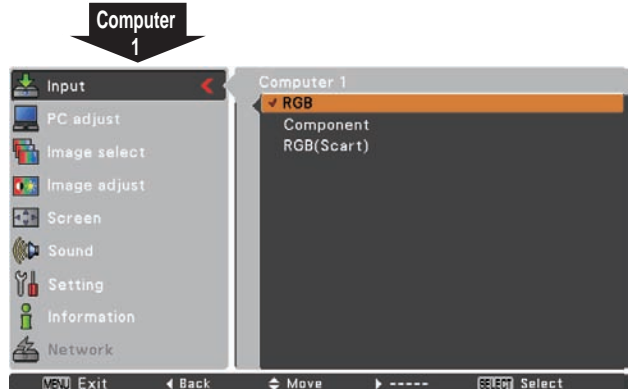 Computer
1
Input
PC adjust
Image select
Image adjust
Screen
Sound
Setting
Information
Network
Computer 1
✓ RGB
Component
RGB(Scart)
MENU Exit ◀ Back ◆ Move ▶ ----- SELECT Select